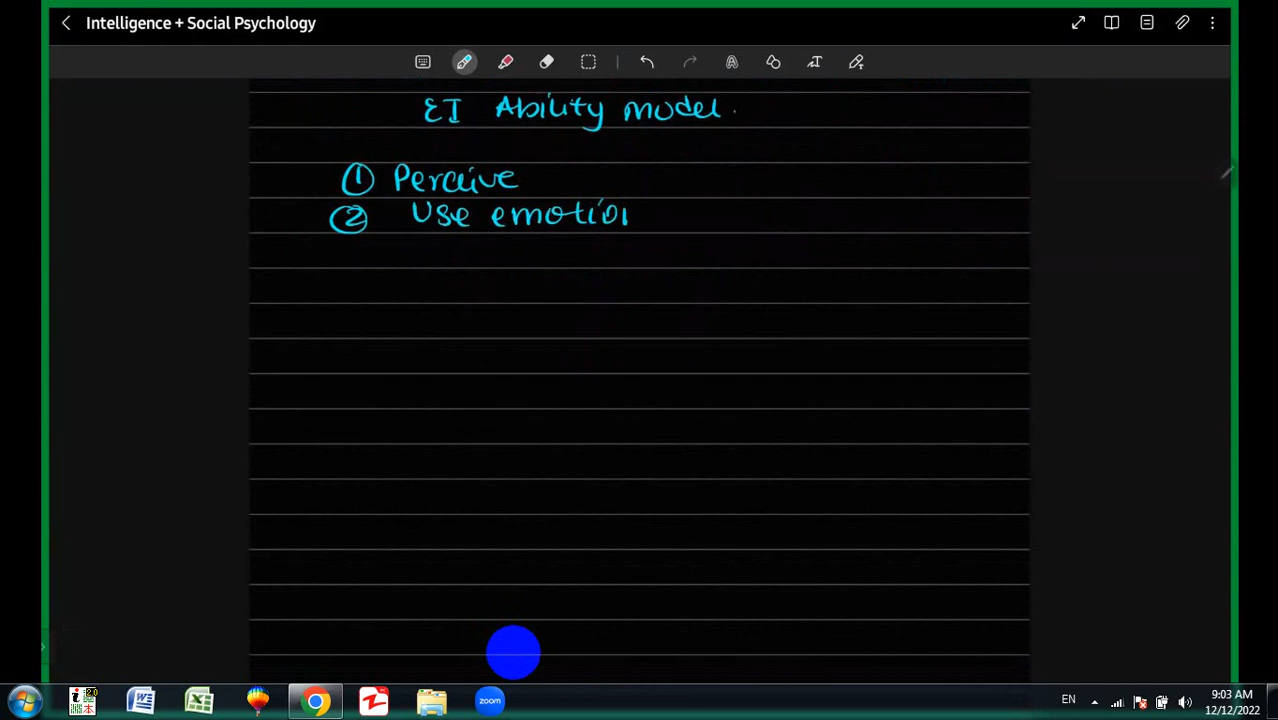 Intelligence + Social Psychology
EI Ability model.
① Perceive
② Use emotion
EN
9:03 AM
12/12/2022
zoom